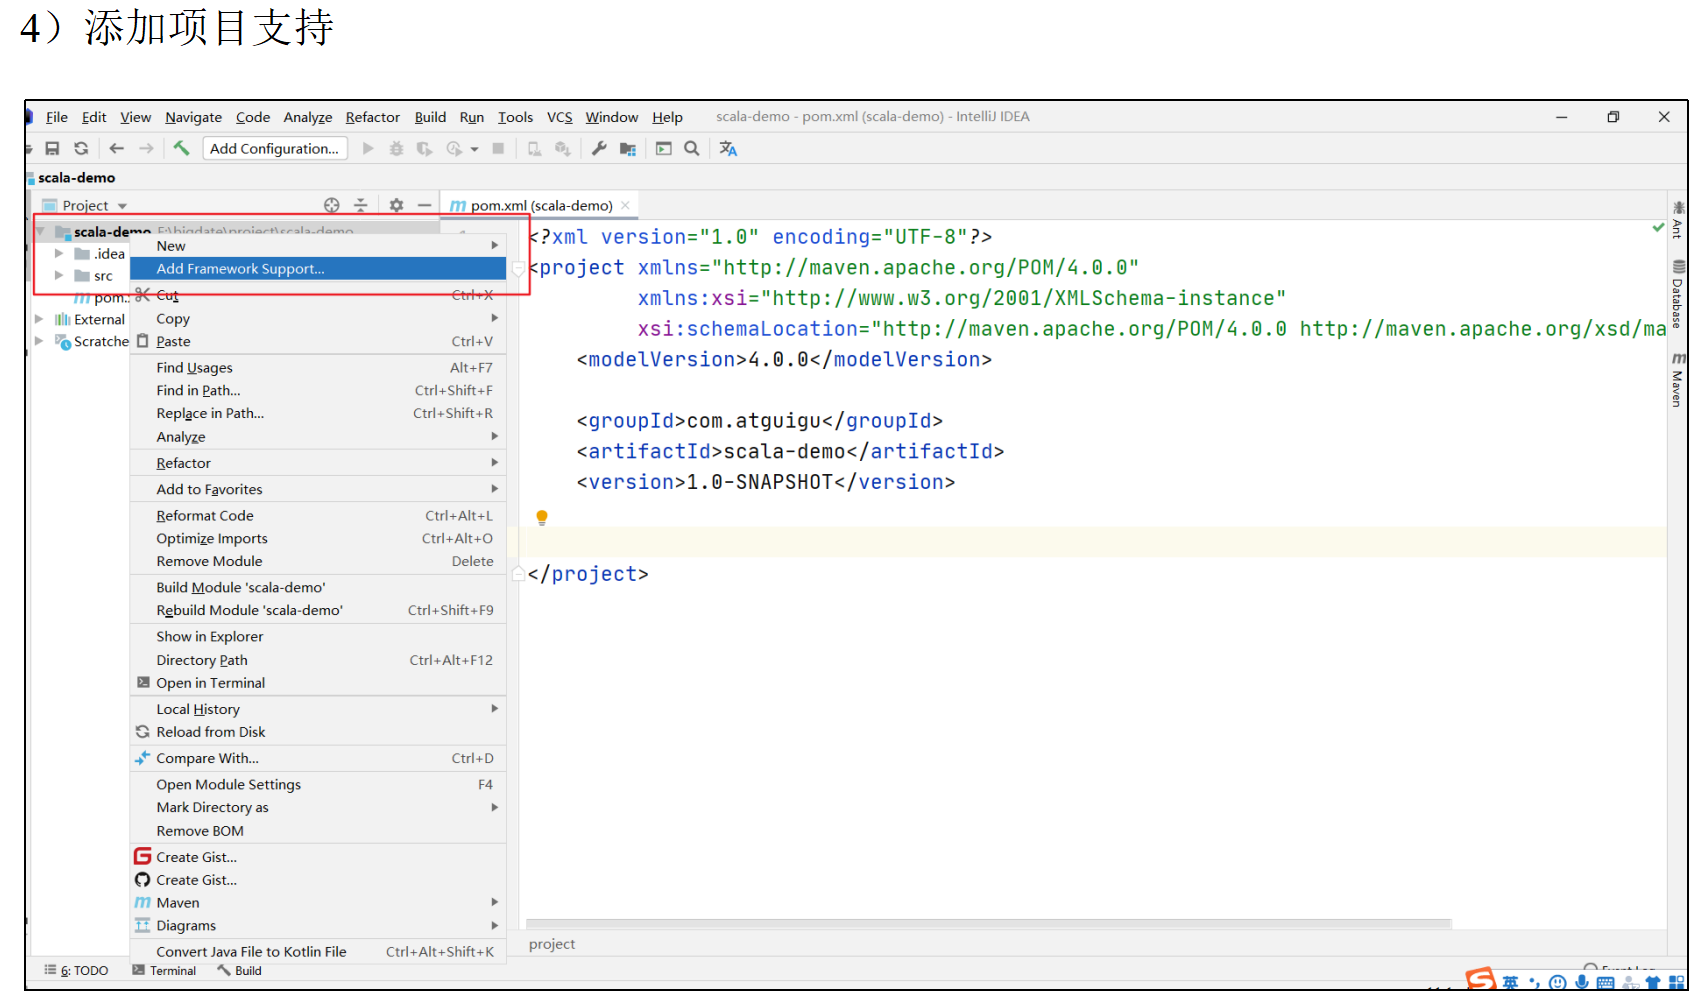 4）添加项目支持
File Edit View Navigate Code Analyze Refactor Build Run Tools VCS Window Help scala-demo - pom.xml (scala-demo) - IntelliJ IDEA
Add Configuration...
scala-demo
Project
pom.xml (scala-demo)
scala-demo E:\bigdate\project\scala-demo
.idea
src
pom.
External
Scratche
New
Add Framework Support...
Cut Ctrl+X
Copy
Paste Ctrl+V
Find Usages Alt+F7
Find in Path... Ctrl+Shift+F
Replace in Path... Ctrl+Shift+R
Analyze
Refactor
Add to Favorites
Reformat Code Ctrl+Alt+L
Optimize Imports Ctrl+Alt+O
Remove Module Delete
Build Module 'scala-demo'
Rebuild Module 'scala-demo' Ctrl+Shift+F9
Show in Explorer
Directory Path Ctrl+Alt+F12
Open in Terminal
Local History
Reload from Disk
Compare With... Ctrl+D
Open Module Settings F4
Mark Directory as
Remove BOM
Create Gist...
Create Gist...
Maven
Diagrams
Convert Java File to Kotlin File Ctrl+Alt+Shift+K
<?xml version="1.0" encoding="UTF-8"?>
<project xmlns="http://maven.apache.org/POM/4.0.0"
xmlns:xsi="http://www.w3.org/2001/XMLSchema-instance"
xsi:schemaLocation="http://maven.apache.org/POM/4.0.0 http://maven.apache.org/xsd/ma
<modelVersion>4.0.0</modelVersion>
<groupId>com.atguigu</groupId>
<artifactId>scala-demo</artifactId>
<version>1.0-SNAPSHOT</version>
</project>
project
Ant
Database
Maven
6: TODO Terminal Build
英